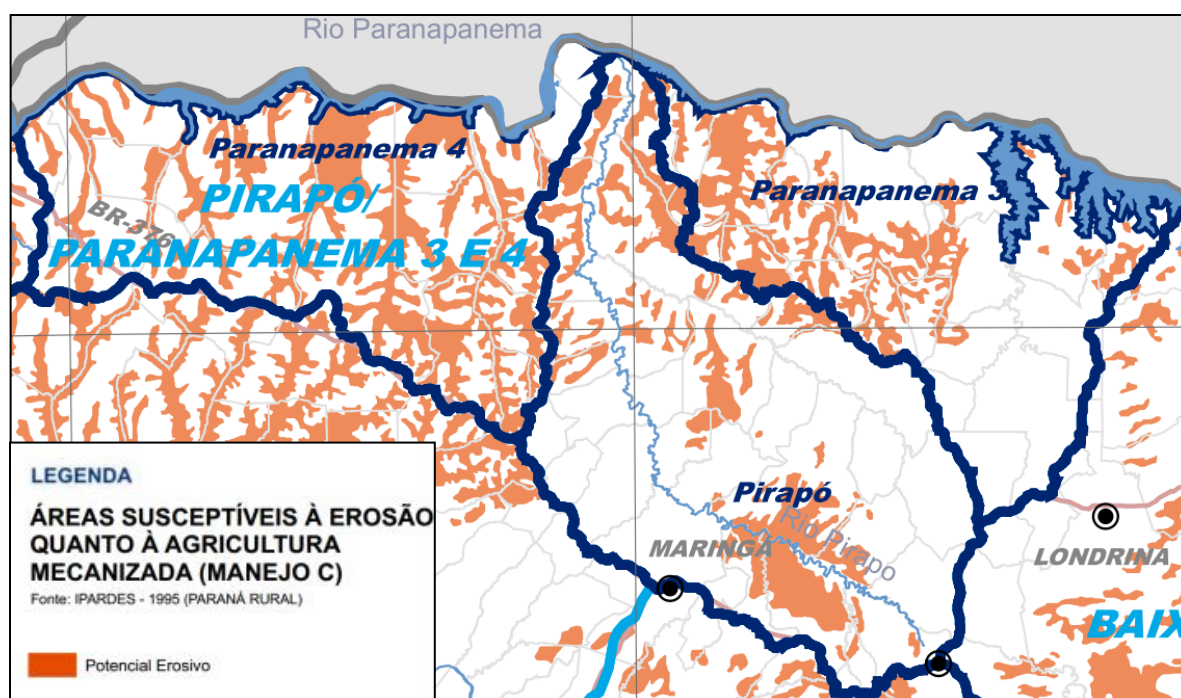 Rio Paranapanema
Paranapanema 4
PIRAPÓ/
PARANAPANEMA 3 E 4
BR-376
Paranapanema 3
Pirapó
Rio Pirapo
MARINGÁ
LONDRINA
BAIX
LEGENDA
ÁREAS SUSCEPTÍVEIS À EROSÃO
QUANTO À AGRICULTURA
MECANIZADA (MANEJO C)
Fonte: IPARDES - 1995 (PARANÁ RURAL)
Potencial Erosivo